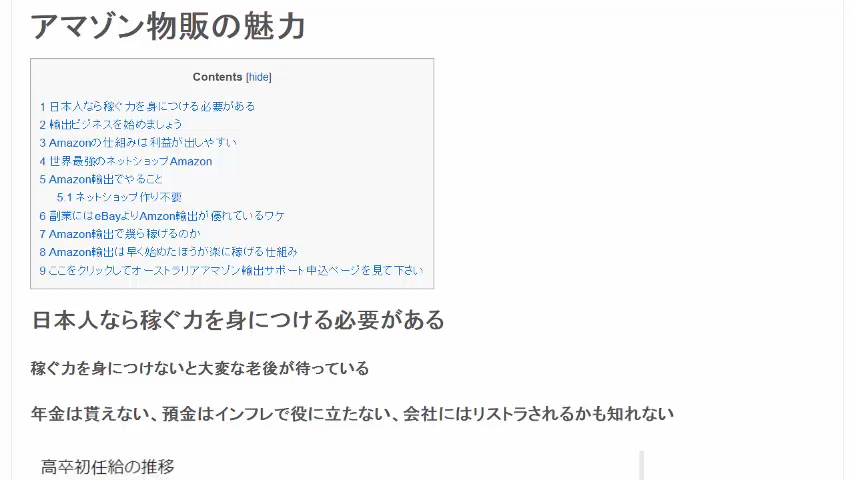 アマゾン物販の魅力
Contents [hide]
1 日本人なら稼ぐ力を身につける必要がある
2 輸出ビジネスを始めましょう
3 Amazonの仕組みは利益が出しやすい
4 世界最強のネットショップAmazon
5 Amazon輸出でやること
5.1 ネットショップ作り不要
6 副業にはeBayよりAmzon輸出が優れているワケ
7 Amazon輸出で幾ら稼げるのか
8 Amazon輸出は早く始めたほうが楽に稼げる仕組み
9 ここをクリックしてオーストラリアアマゾン輸出サポート申込ページを見て下さい
日本人なら稼ぐ力を身につける必要がある
稼ぐ力を身につけないと大変な老後が待っている
年金は貰えない、預金はインフレで役に立たない、会社にはリストラされるかも知れない
高卒初任給の推移